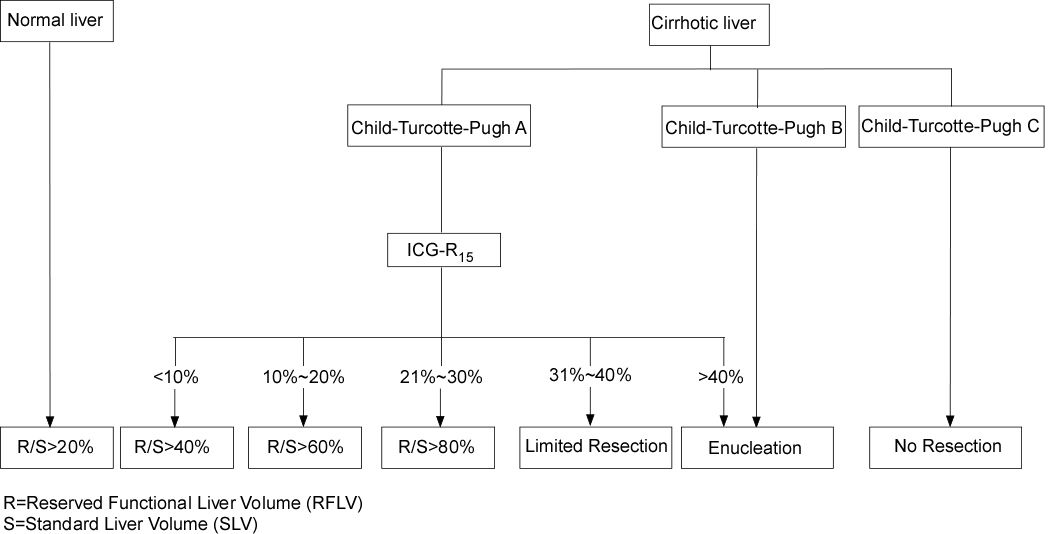 Normal liver
Cirrhotic liver
Child-Turcotte-Pugh A
Child-Turcotte-Pugh B
Child-Turcotte-Pugh C
ICG-R15
<10%
10%~20%
21%~30%
31%~40%
>40%
R/S>20%
R/S>40%
R/S>60%
R/S>80%
Limited Resection
Enucleation
No Resection
R=Reserved Functional Liver Volume (RFLV)
S=Standard Liver Volume (SLV)